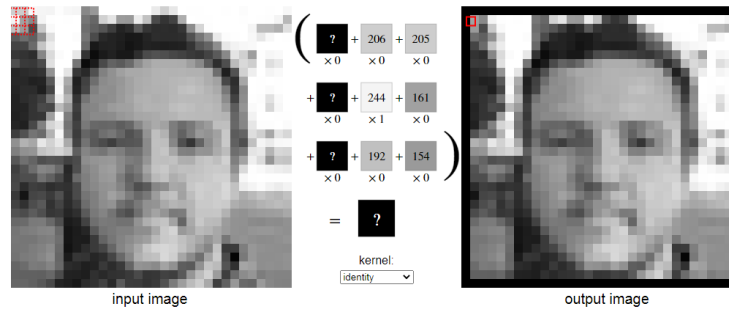 ( ? + 206 + 205
×0 ×0 ×0
+ ? + 244 + 161
×0 ×1 ×0
+ ? + 192 + 154 )
×0 ×0 ×0
= ?
kernel:
identity
input image
output image